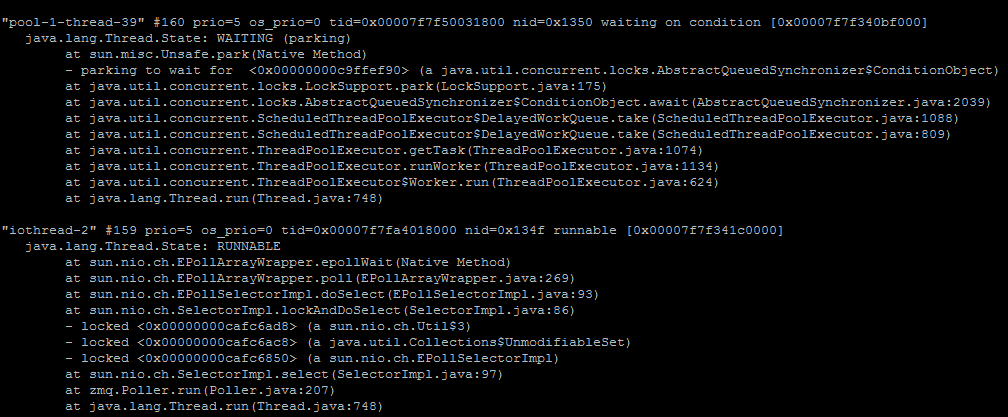 "pool-1-thread-39" #160 prio=5 os_prio=0 tid=0x00007f7f50031800 nid=0x1350 waiting on condition [0x00007f7f340bf000]
java.lang.Thread.State: WAITING (parking)
at sun.misc.Unsafe.park(Native Method)
- parking to wait for  <0x00000000c9ffef90> (a java.util.concurrent.locks.AbstractQueuedSynchronizer$ConditionObject)
at java.util.concurrent.locks.LockSupport.park(LockSupport.java:175)
at java.util.concurrent.locks.AbstractQueuedSynchronizer$ConditionObject.await(AbstractQueuedSynchronizer.java:2039)
at java.util.concurrent.ScheduledThreadPoolExecutor$DelayedWorkQueue.take(ScheduledThreadPoolExecutor.java:1088)
at java.util.concurrent.ScheduledThreadPoolExecutor$DelayedWorkQueue.take(ScheduledThreadPoolExecutor.java:809)
at java.util.concurrent.ThreadPoolExecutor.getTask(ThreadPoolExecutor.java:1074)
at java.util.concurrent.ThreadPoolExecutor.runWorker(ThreadPoolExecutor.java:1134)
at java.util.concurrent.ThreadPoolExecutor$Worker.run(ThreadPoolExecutor.java:624)
at java.lang.Thread.run(Thread.java:748)
"iothread-2" #159 prio=5 os_prio=0 tid=0x00007f7fa4018000 nid=0x134f runnable [0x00007f7f341c0000]
java.lang.Thread.State: RUNNABLE
at sun.nio.ch.EPollArrayWrapper.epollWait(Native Method)
at sun.nio.ch.EPollArrayWrapper.poll(EPollArrayWrapper.java:269)
at sun.nio.ch.EPollSelectorImpl.doSelect(EPollSelectorImpl.java:93)
at sun.nio.ch.SelectorImpl.lockAndDoSelect(SelectorImpl.java:86)
- locked <0x00000000cafc6ad8> (a sun.nio.ch.Util$3)
- locked <0x00000000cafc6ac8> (a java.util.Collections$UnmodifiableSet)
- locked <0x00000000cafc6850> (a sun.nio.ch.EPollSelectorImpl)
at sun.nio.ch.SelectorImpl.select(SelectorImpl.java:97)
at zmq.Poller.run(Poller.java:207)
at java.lang.Thread.run(Thread.java:748)